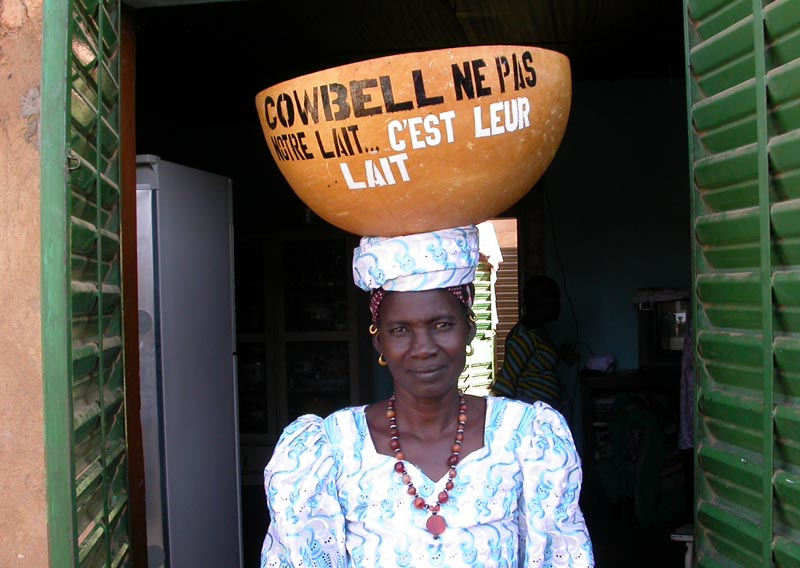 COWBELL NE PAS
NOTRE LAIT... C'EST LEUR
LAIT